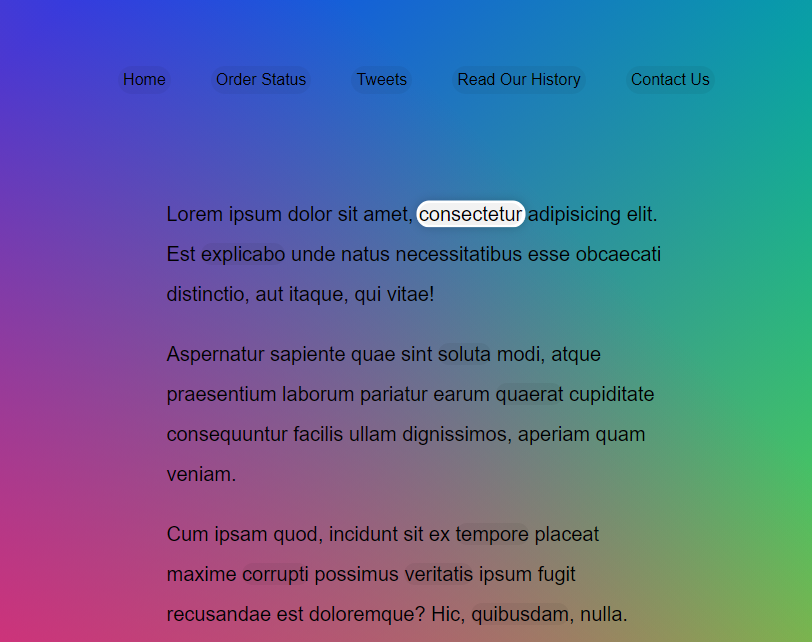 Home Order Status Tweets Read Our History Contact Us
Lorem ipsum dolor sit amet, consectetur adipisicing elit.
Est explicabo unde natus necessitatibus esse obcaecati
distinctio, aut itaque, qui vitae!
Aspernatur sapiente quae sint soluta modi, atque
praesentium laborum pariatur earum quaerat cupiditate
consequuntur facilis ullam dignissimos, aperiam quam
veniam.
Cum ipsam quod, incidunt sit ex tempore placeat
maxime corrupti possimus veritatis ipsum fugit
recusandae est doloremque? Hic, quibusdam, nulla.